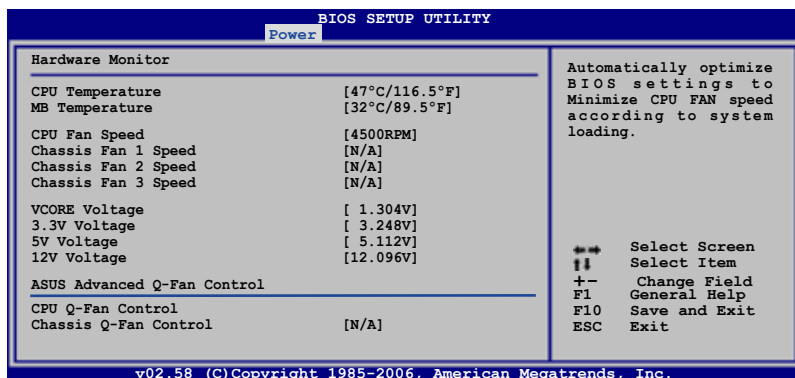 BIOS SETUP UTILITY
Power
Hardware Monitor
CPU Temperature [47°C/116.5°F]
MB Temperature [32°C/89.5°F]
CPU Fan Speed [4500RPM]
Chassis Fan 1 Speed [N/A]
Chassis Fan 2 Speed [N/A]
Chassis Fan 3 Speed [N/A]
VCORE Voltage [ 1.304V]
3.3V Voltage [ 3.248V]
5V Voltage [ 5.112V]
12V Voltage [12.096V]
ASUS Advanced Q-Fan Control
CPU Q-Fan Control
Chassis Q-Fan Control [N/A]
Automatically optimize
BIOS settings to
Minimize CPU FAN speed
according to system
loading.
←→ Select Screen
↑↓ Select Item
+- Change Field
F1 General Help
F10 Save and Exit
ESC Exit
v02.58 (C)Copyright 1985-2006, American Megatrends, Inc.